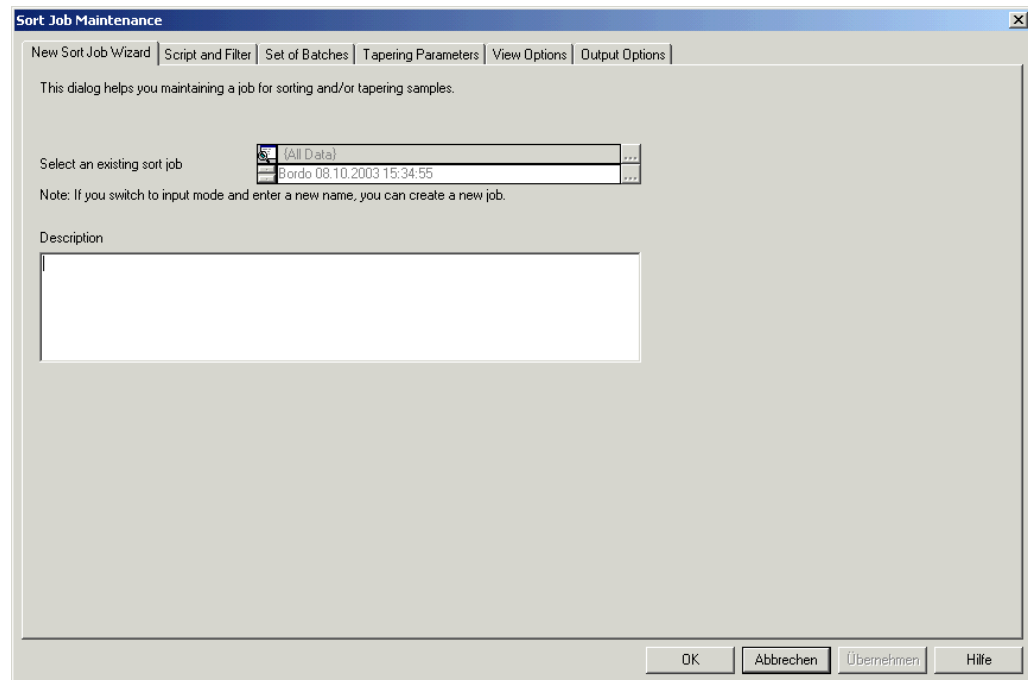 Sort Job Maintenance
New Sort Job Wizard Script and Filter Set of Batches Tapering Parameters View Options Output Options
This dialog helps you maintaining a job for sorting and/or tapering samples.
{All Data} ...
Select an existing sort job
Bordo 08.10.2003 15:34:55 ...
Note: If you switch to input mode and enter a new name, you can create a new job.
Description
OK Abbrechen Übernehmen Hilfe